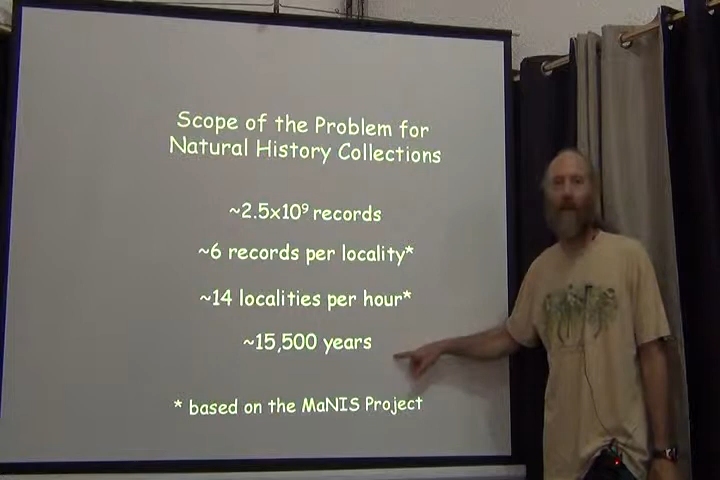 Scope of the Problem for
Natural History Collections
~2.5x10⁹ records
~6 records per locality*
~14 localities per hour*
~15,500 years
* based on the MaNIS Project